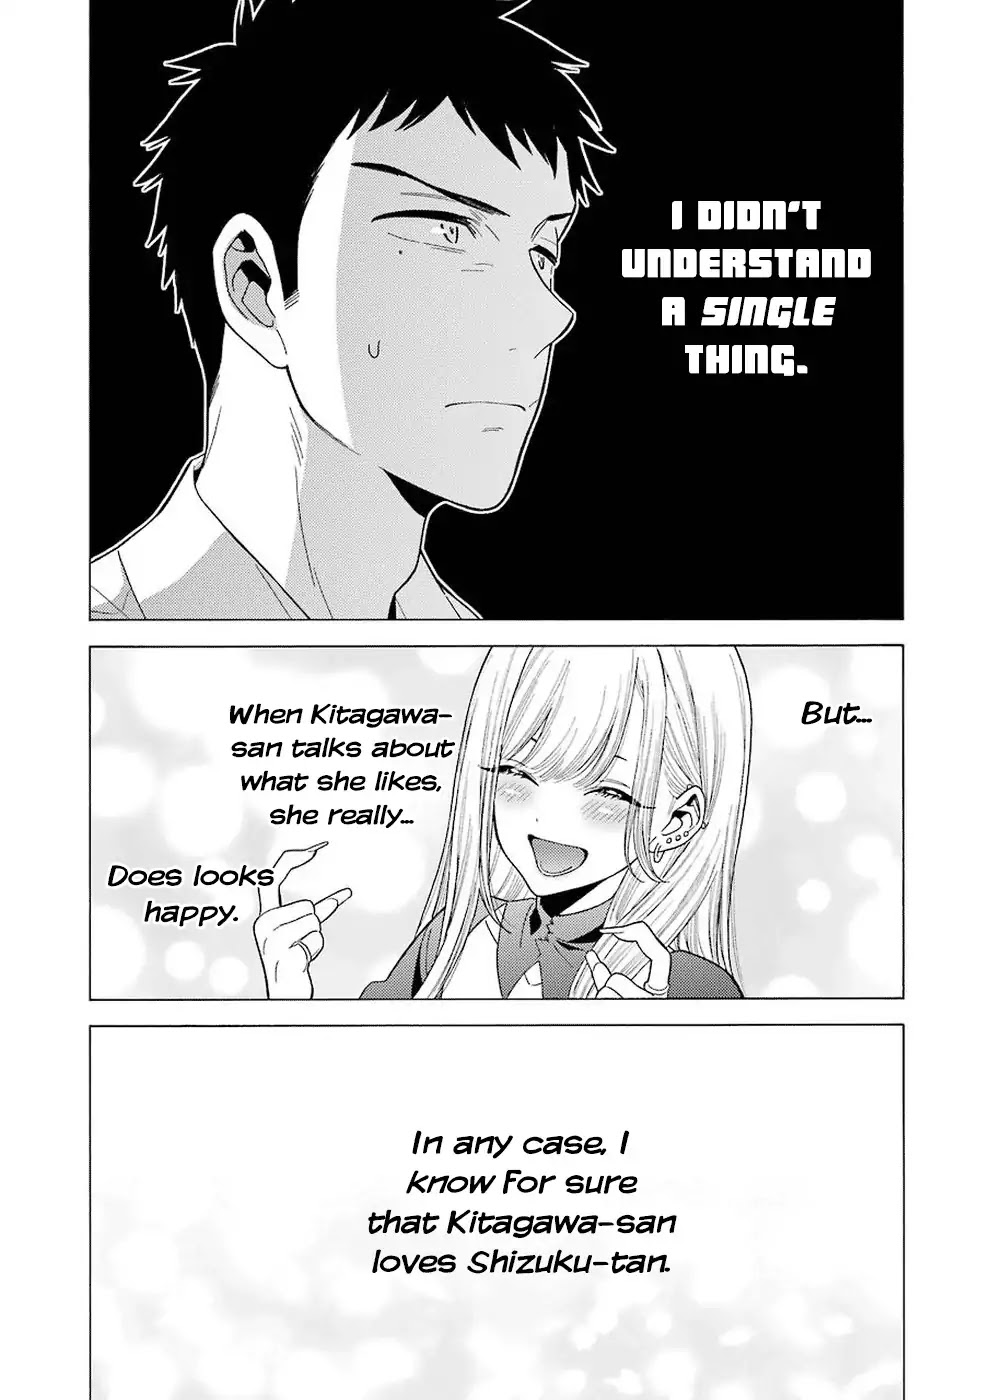 I DIDN'T
UNDERSTAND
A SINGLE
THING.
But...
When Kitagawa-
san talks about
what she likes,
she really...
Does looks
happy.
In any case, I
know for sure
that Kitagawa-san
loves Shizuku-tan.